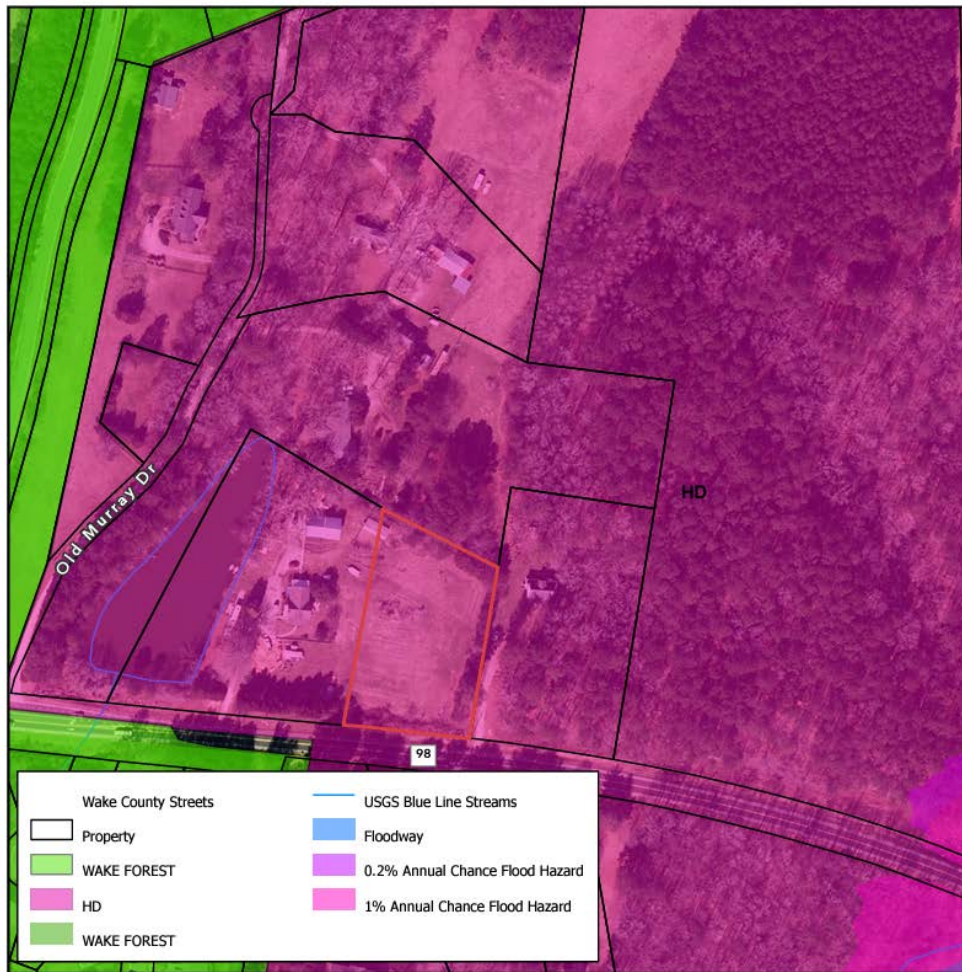 HD
Old Murray Dr
98
Wake County Streets
Property
WAKE FOREST
HD
WAKE FOREST
USGS Blue Line Streams
Floodway
0.2% Annual Chance Flood Hazard
1% Annual Chance Flood Hazard